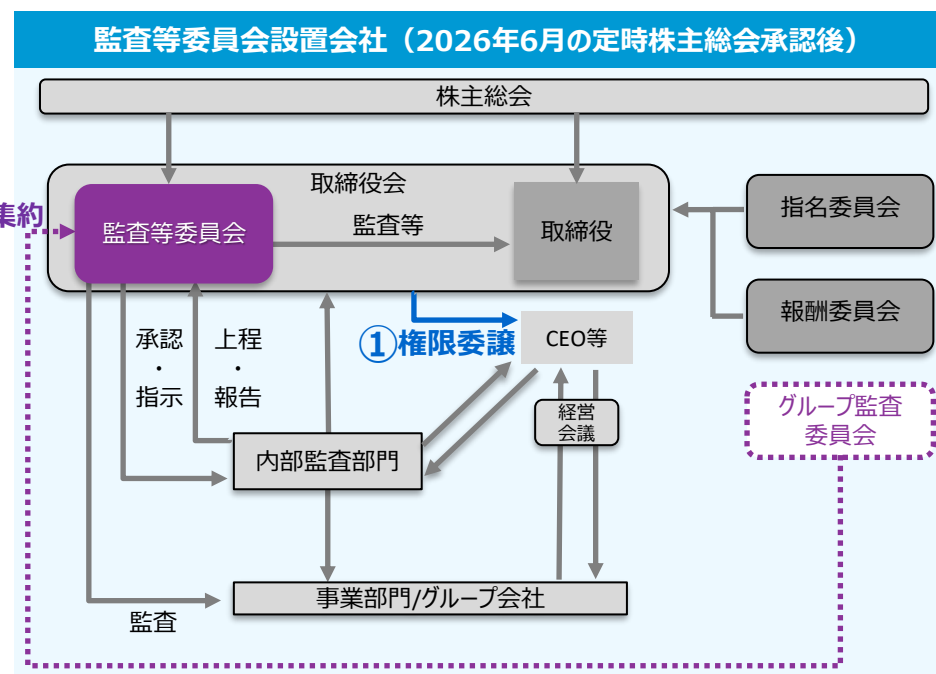 監査等委員会設置会社（2026年6月の定時株主総会承認後）
株主総会
取締役会
集約
監査等委員会
監査等
取締役
指名委員会
報酬委員会
①権限委譲
CEO等
承認
・
指示
上程
・
報告
経営
会議
グループ監査
委員会
内部監査部門
事業部門/グループ会社
監査